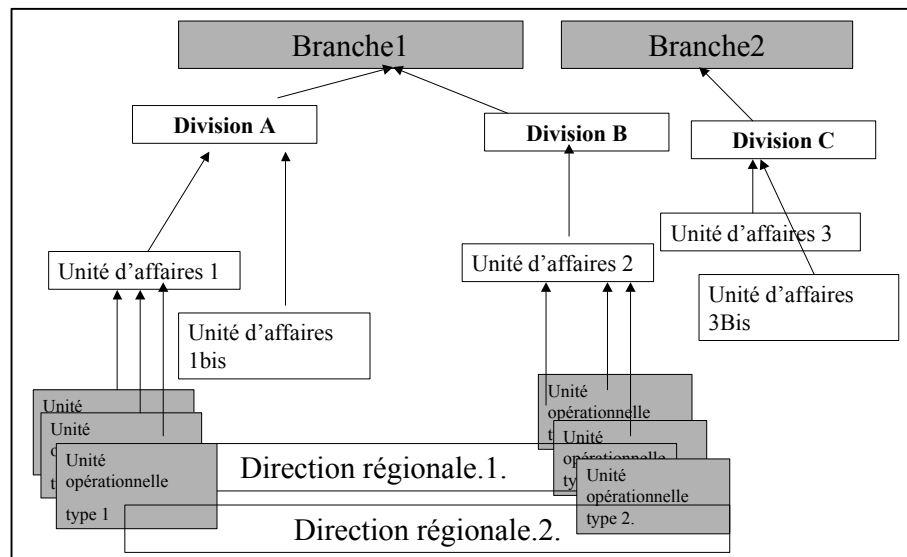 Branche1
Branche2
Division A
Division B
Division C
Unité d’affaires 3
Unité d’affaires 1
Unité d’affaires 2
Unité d’affaires
3Bis
Unité d’affaires
1bis
Unité
Unité
Unité
opérationnelle
type 1
Unité
opérationnelle
Unité
opérationnelle
Unité
opérationnelle
type 2.
Direction régionale.1.
Direction régionale.2.